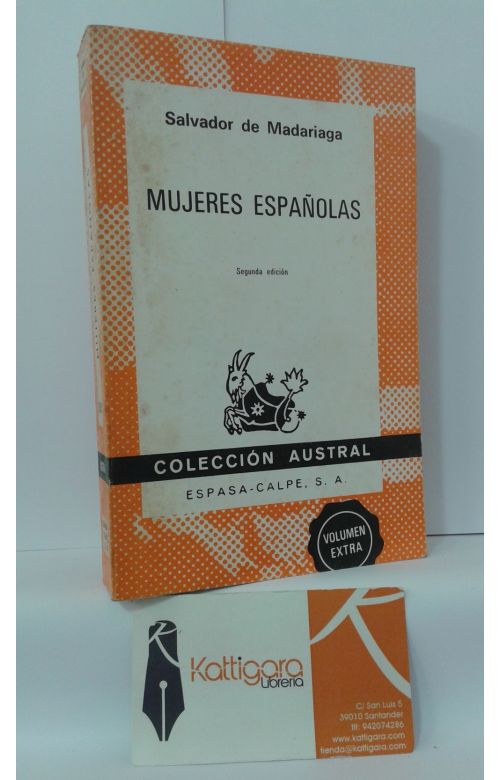 Salvador de Madariaga
MUJERES ESPAÑOLAS
Segunda edición
COLECCIÓN AUSTRAL
ESPASA-CALPE, S. A.
VOLUMEN
EXTRA
Kattigara
Librería
C/ San Luis 5
39010 Santander
tlf: 942074286
www.kattigara.com
tienda@kattigara.com